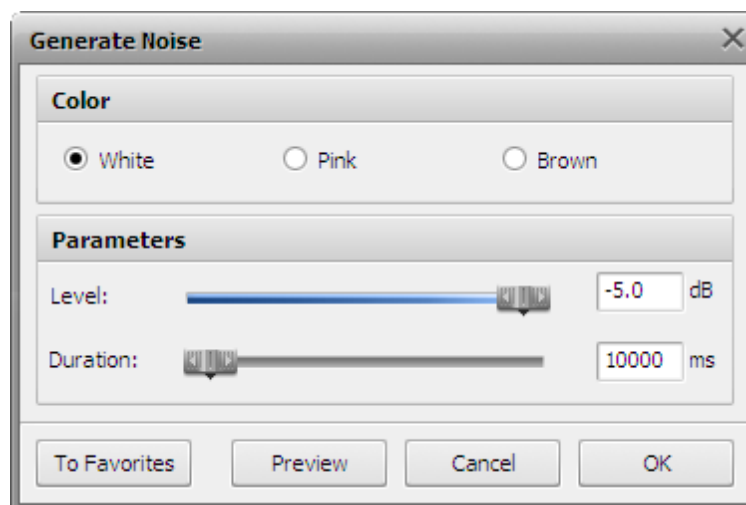 Generate Noise
Color
White Pink Brown
Parameters
Level: -5.0 dB
Duration: 10000 ms
To Favorites Preview Cancel OK